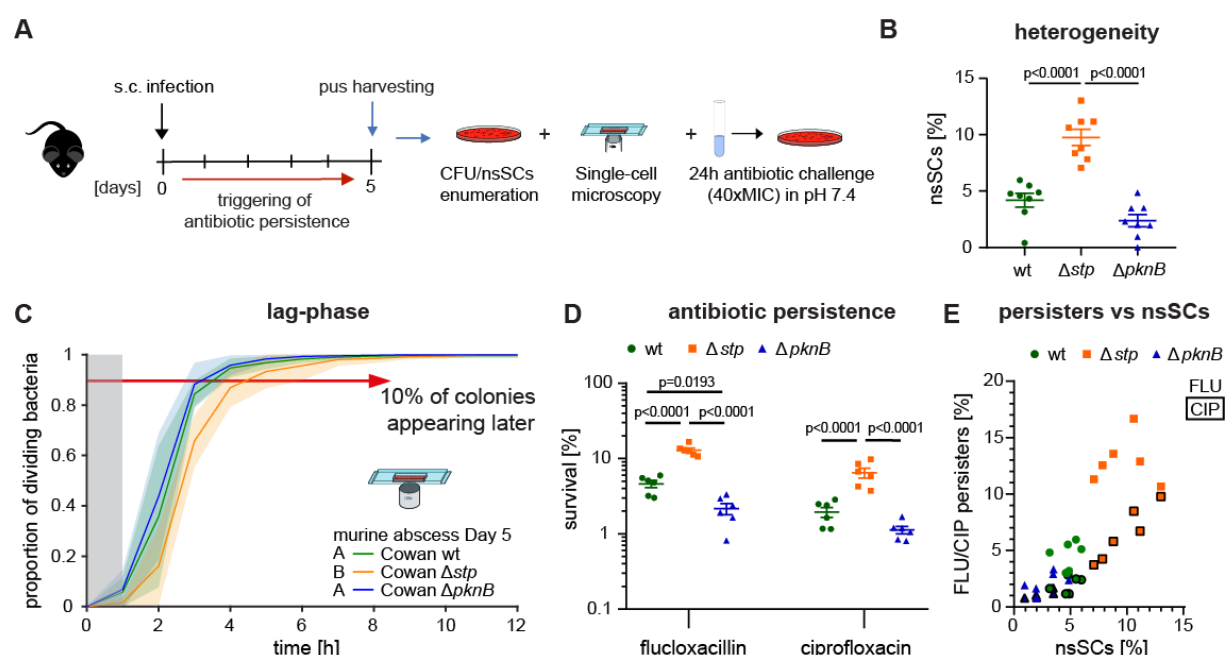 A
s.c. infection
pus harvesting
[days]
0
5
triggering of
antibiotic persistence
CFU/nsSCs
enumeration
+
Single-cell
microscopy
+
24h antibiotic challenge
(40xMIC) in pH 7.4
B
heterogeneity
p<0.0001 p<0.0001
nsSCs [%]
15
10
5
0
wt Δstp ΔpknB
C
lag-phase
proportion of dividing bacteria
1
0.8
0.6
0.4
0.2
0
10% of colonies
appearing later
murine abscess Day 5
A Cowan wt
B Cowan Δstp
A Cowan ΔpknB
0 2 4 6 8 10 12
time [h]
D
antibiotic persistence
wt Δstp ΔpknB
survival [%]
100
10
1
0.1
p=0.0193
p<0.0001 p<0.0001
p<0.0001 p<0.0001
flucloxacillin ciprofloxacin
E
persisters vs nsSCs
wt Δstp ΔpknB
FLU
CIP
FLU/CIP persisters [%]
20
15
10
5
0
0 5 10 15
nsSCs [%]